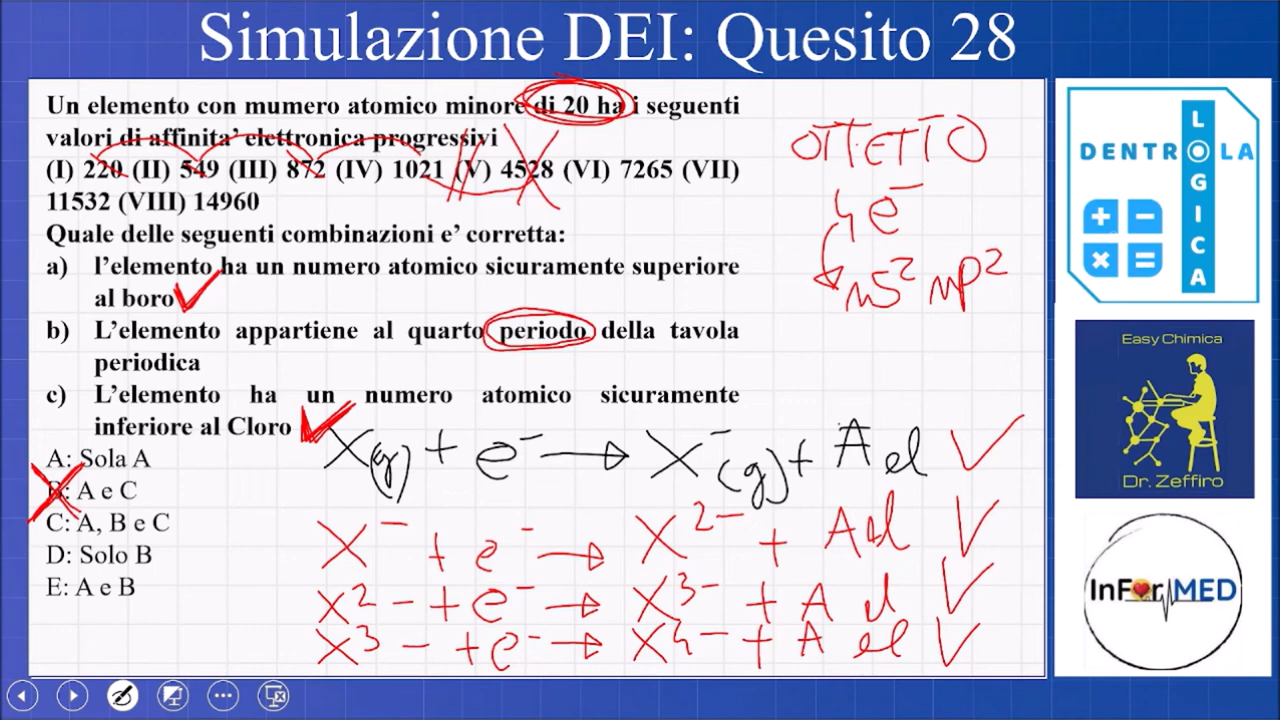 Simulazione DEI: Quesito 28
Un elemento con mumero atomico minore di 20 ha i seguenti
valori di affinita' elettronica progressivi
(I) 220 (II) 549 (III) 872 (IV) 1021 (V) 4528 (VI) 7265 (VII)
11532 (VIII) 14960
Quale delle seguenti combinazioni e' corretta:
a) l'elemento ha un numero atomico sicuramente superiore
al boro
b) L'elemento appartiene al quarto periodo della tavola
periodica
c) L'elemento ha un numero atomico sicuramente
inferiore al Cloro
A: Sola A
B: A e C
C: A, B e C
D: Solo B
E: A e B
X(g) + e⁻ → X⁻(g) + A el
X⁻ + e⁻ → X²⁻ + A el
X²⁻ + e⁻ → X³⁻ + A el
X³⁻ + e⁻ → X⁴⁻ + A el
OTTETTO
4 e⁻
ns² np²
DENTRO LA
LOGICA
Easy Chimica
Dr. Zeffiro
InForMED